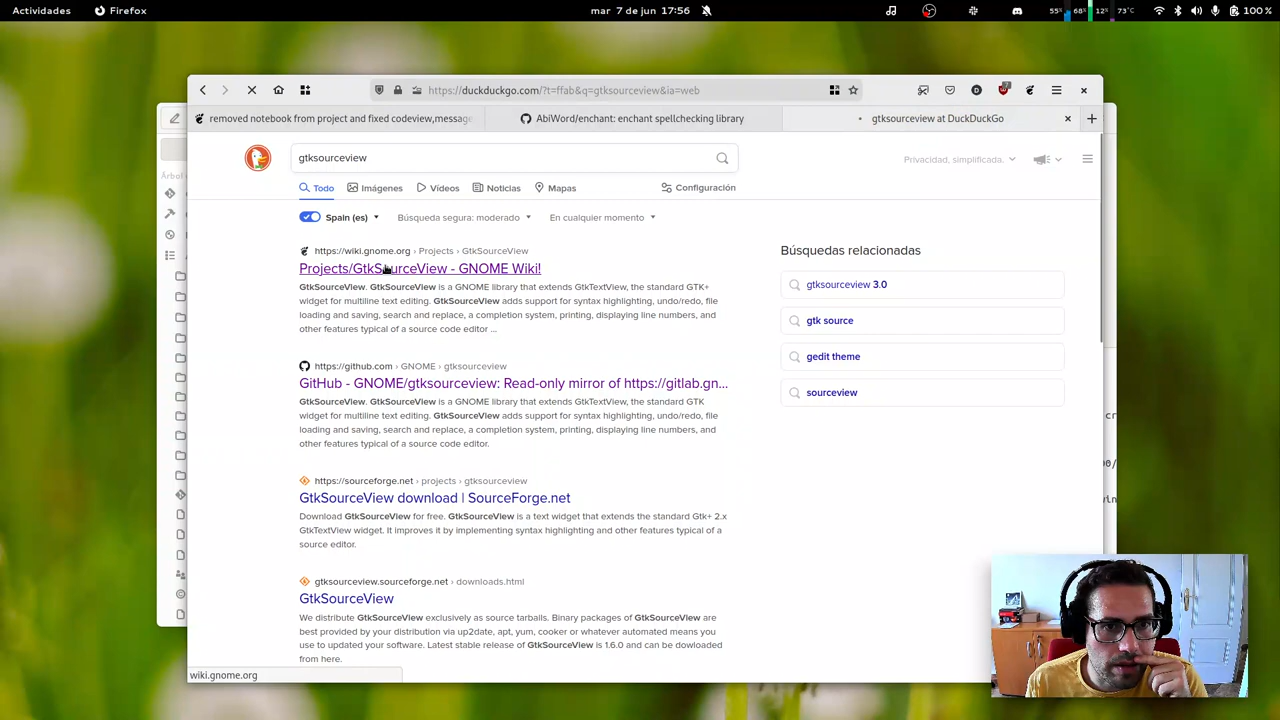 Actividades Firefox mar 7 de jun 17:56 55% 68% 12% 73°C 100 %
https://duckduckgo.com/?t=ffab&q=gtksourceview&ia=web
removed notebook from project and fixed codeview,message
AbiWord/enchant: enchant spellchecking library
gtksourceview at DuckDuckGo
gtksourceview
Privacidad, simplificada.
Todo Imágenes Vídeos Noticias Mapas Configuración
Spain (es) Búsqueda segura: moderado En cualquier momento
https://wiki.gnome.org › Projects › GtkSourceView
Projects/GtkSourceView - GNOME Wiki!
GtkSourceView. GtkSourceView is a GNOME library that extends GtkTextView, the standard GTK+
widget for multiline text editing. GtkSourceView adds support for syntax highlighting, undo/redo, file
loading and saving, search and replace, a completion system, printing, displaying line numbers, and
other features typical of a source code editor ...
https://github.com › GNOME › gtksourceview
GitHub - GNOME/gtksourceview: Read-only mirror of https://gitlab.gn...
GtkSourceView. GtkSourceView is a GNOME library that extends GtkTextView, the standard GTK
widget for multiline text editing. GtkSourceView adds support for syntax highlighting, undo/redo, file
loading and saving, search and replace, a completion system, printing, displaying line numbers, and
other features typical of a source code editor.
https://sourceforge.net › projects › gtksourceview
GtkSourceView download | SourceForge.net
Download GtkSourceView for free. GtkSourceView is a text widget that extends the standard Gtk+ 2.x
GtkTextView widget. It improves it by implementing syntax highlighting and other features typical of a
source code editor.
gtksourceview.sourceforge.net › downloads.html
GtkSourceView
We distribute GtkSourceView exclusively as source tarballs. Binary packages of GtkSourceView are
best provided by your distribution via up2date, apt, yum, cooker or whatever automated means you
use to updated your software. Latest stable release of GtkSourceView is 1.6.0 and can be dowloaded
from here.
Búsquedas relacionadas
gtksourceview 3.0
gtk source
gedit theme
sourceview
wiki.gnome.org
Árbol
cr
00/
win